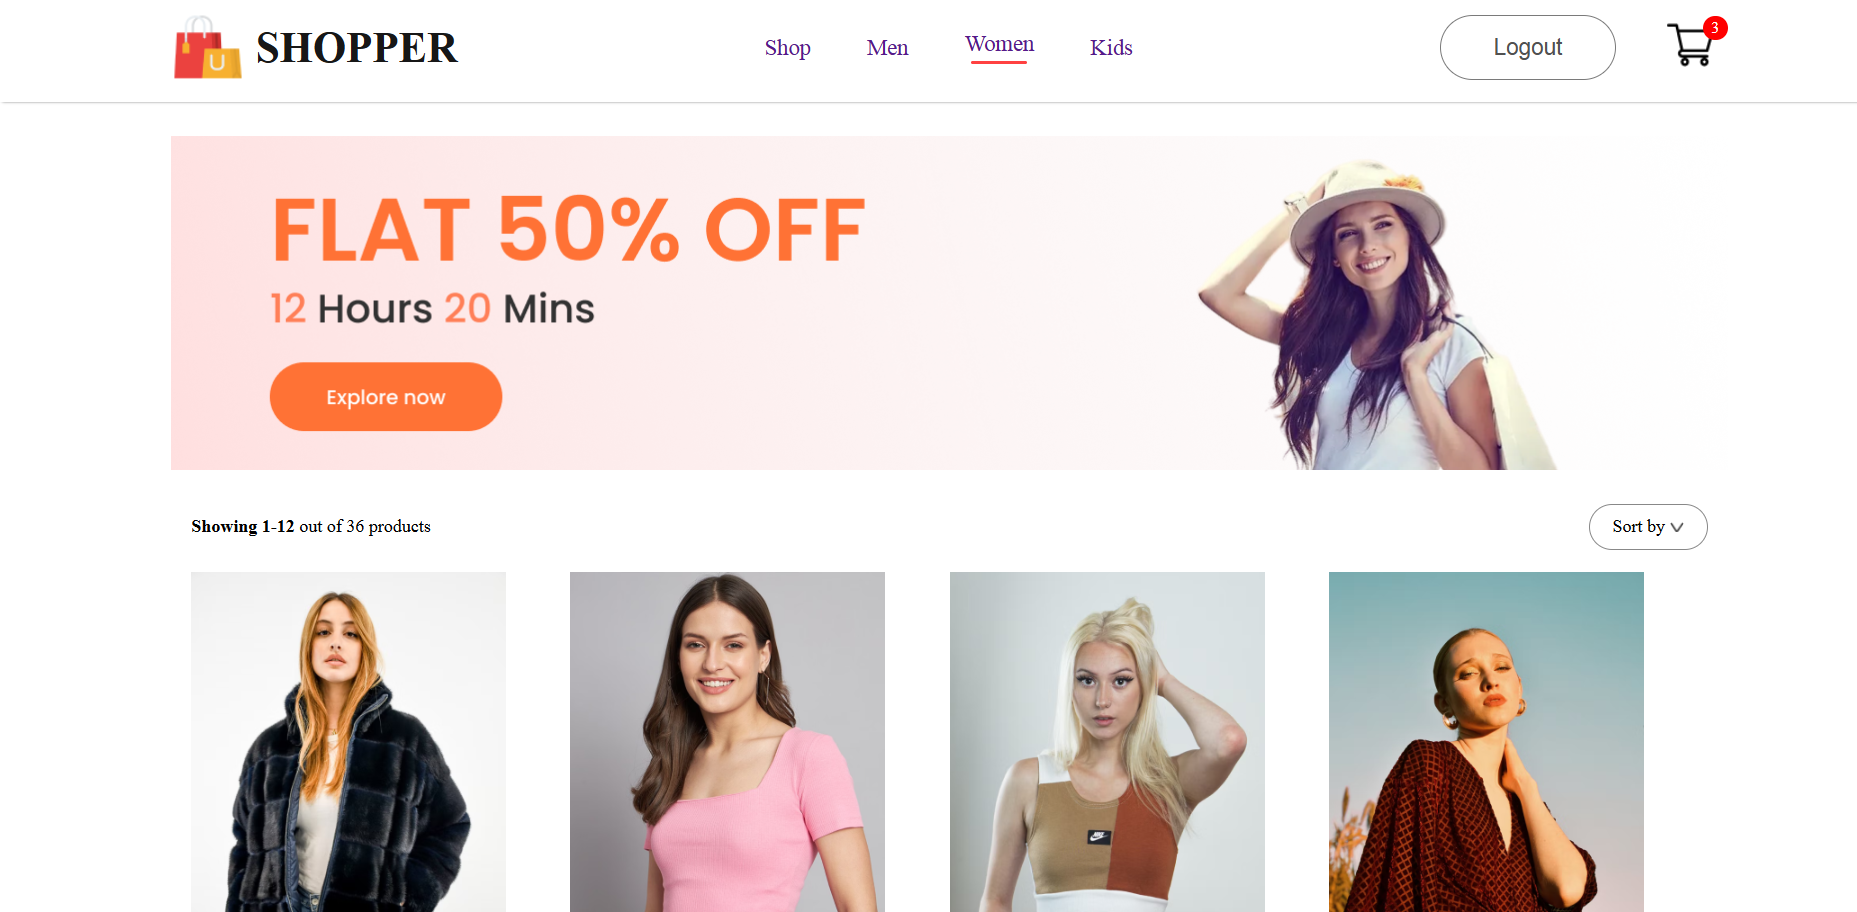 U
SHOPPER
Shop
Men
Women
Kids
Logout
3
FLAT 50% OFF
12 Hours 20 Mins
Explore now
Showing 1-12 out of 36 products
Sort by
NIKE